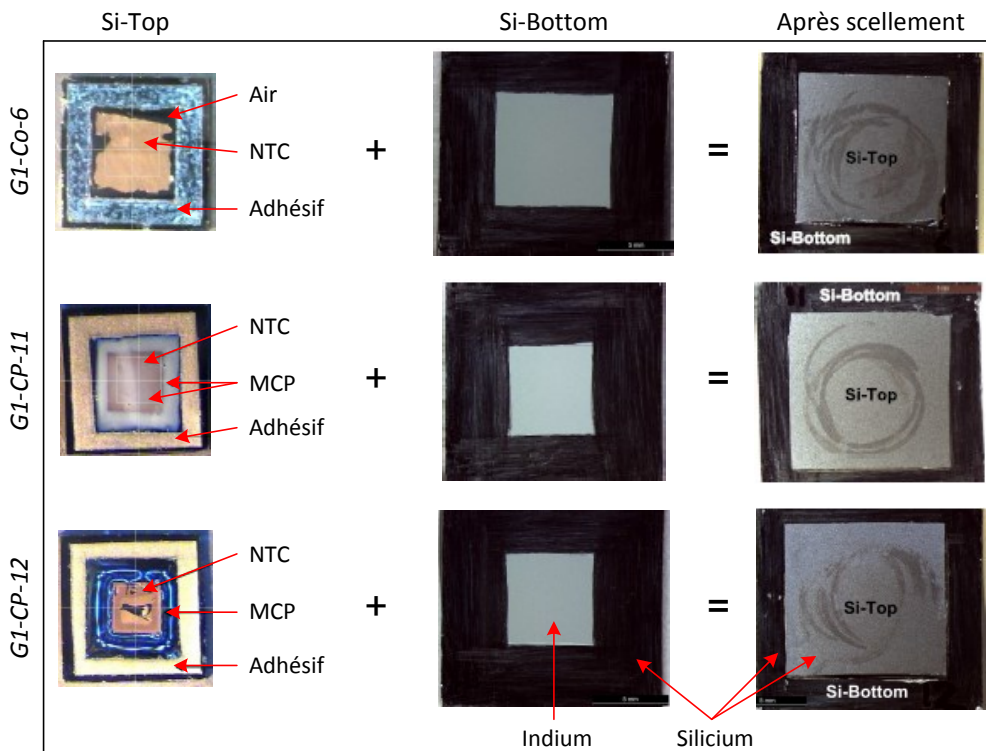 Si-Top Si-Bottom Après scellement
G1-Co-6
Air
NTC
Adhésif
+
=
Si-Top
Si-Bottom
G1-CP-11
NTC
MCP
Adhésif
+
=
Si-Bottom
Si-Top
G1-CP-12
NTC
MCP
Adhésif
+
=
Si-Top
Si-Bottom
Indium Silicium